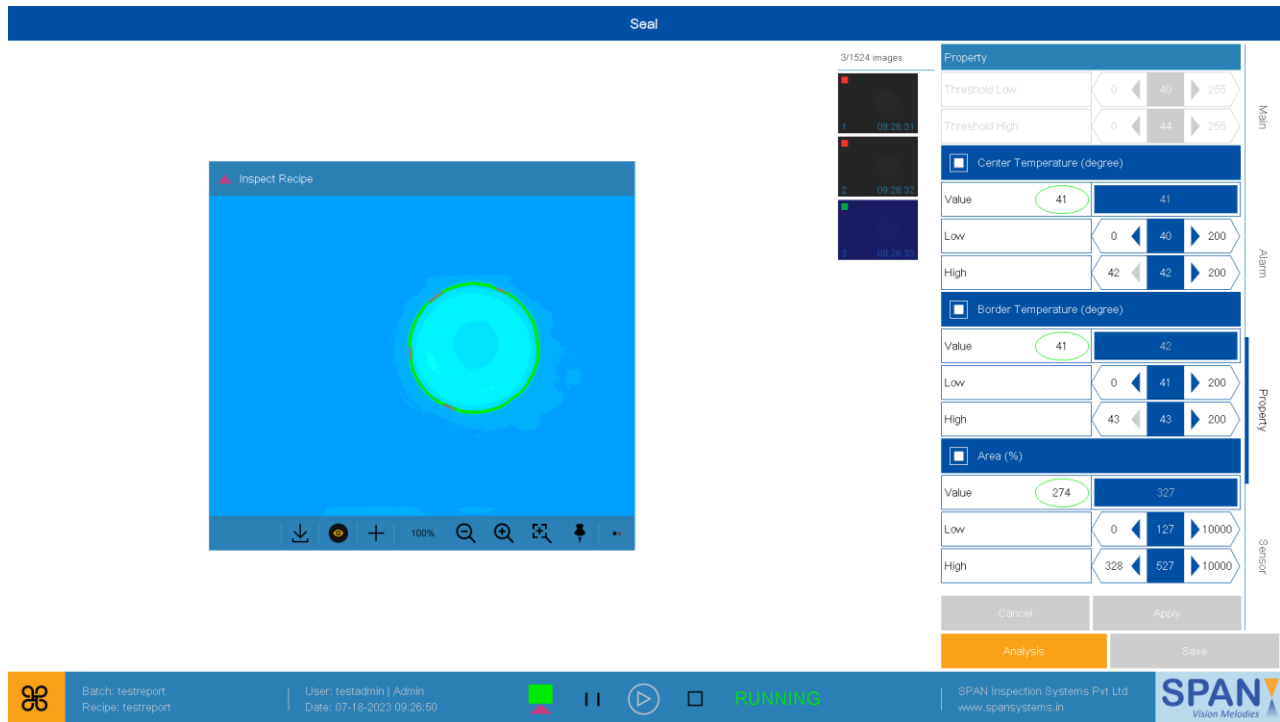 Seal
3/1524 images
1 09:26:31
2 09:26:32
3 09:26:33
Inspect Recipe
100%
Property
Threshold Low 0 40 255
Threshold High 0 44 255
Center Temperature (degree)
Value 41 41
Low 0 40 200
High 42 42 200
Border Temperature (degree)
Value 41 42
Low 0 41 200
High 43 43 200
Area (%)
Value 274 327
Low 0 127 10000
High 328 527 10000
Cancel Apply
Analysis Save
Main
Alarm
Property
Sensor
Batch: testreport
Recipe: testreport
User: testadmin | Admin
Date: 07-18-2023 09:26:50
RUNNING
SPAN Inspection Systems Pvt Ltd
www.spansystems.in
SPAN
Vision Melodies